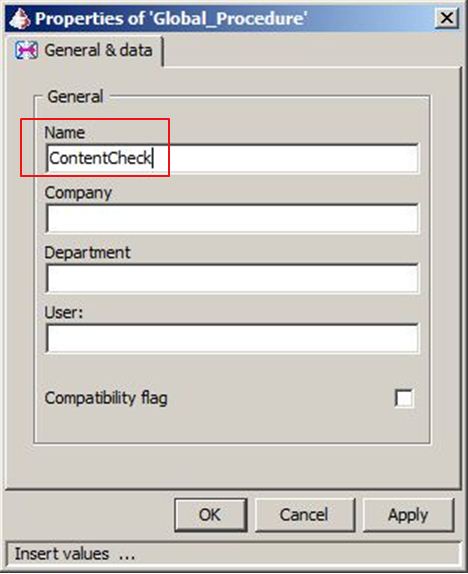 Properties of 'Global_Procedure'
General & data
General
Name
ContentCheck
Company
Department
User:
Compatibility flag
OK Cancel Apply
Insert values ...